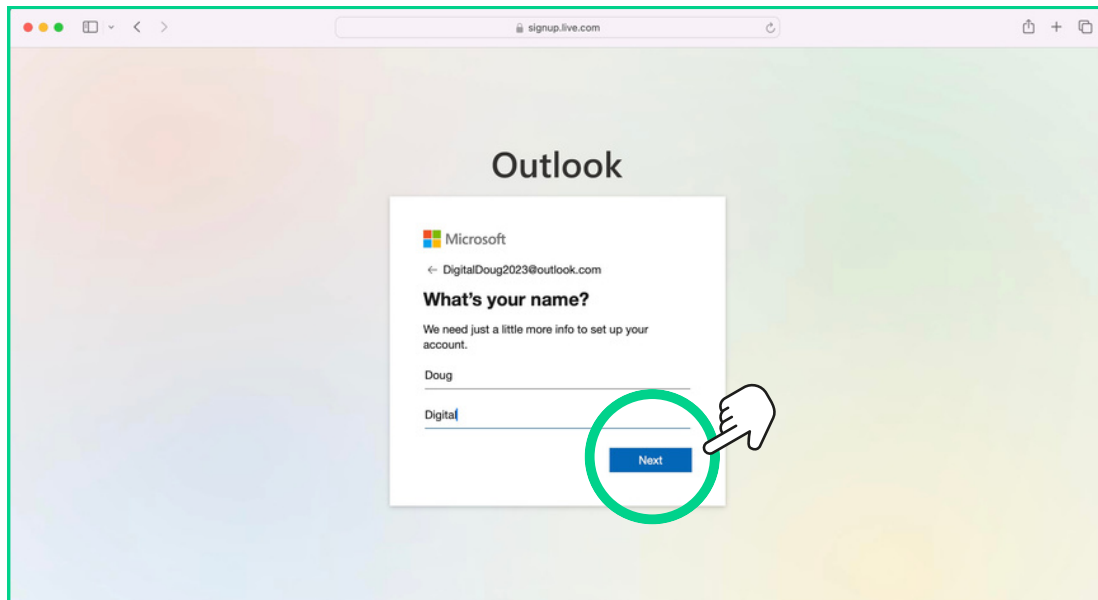 signup.live.com
Outlook
Microsoft
← DigitalDoug2023@outlook.com
What's your name?
We need just a little more info to set up your
account.
Doug
Digital
Next